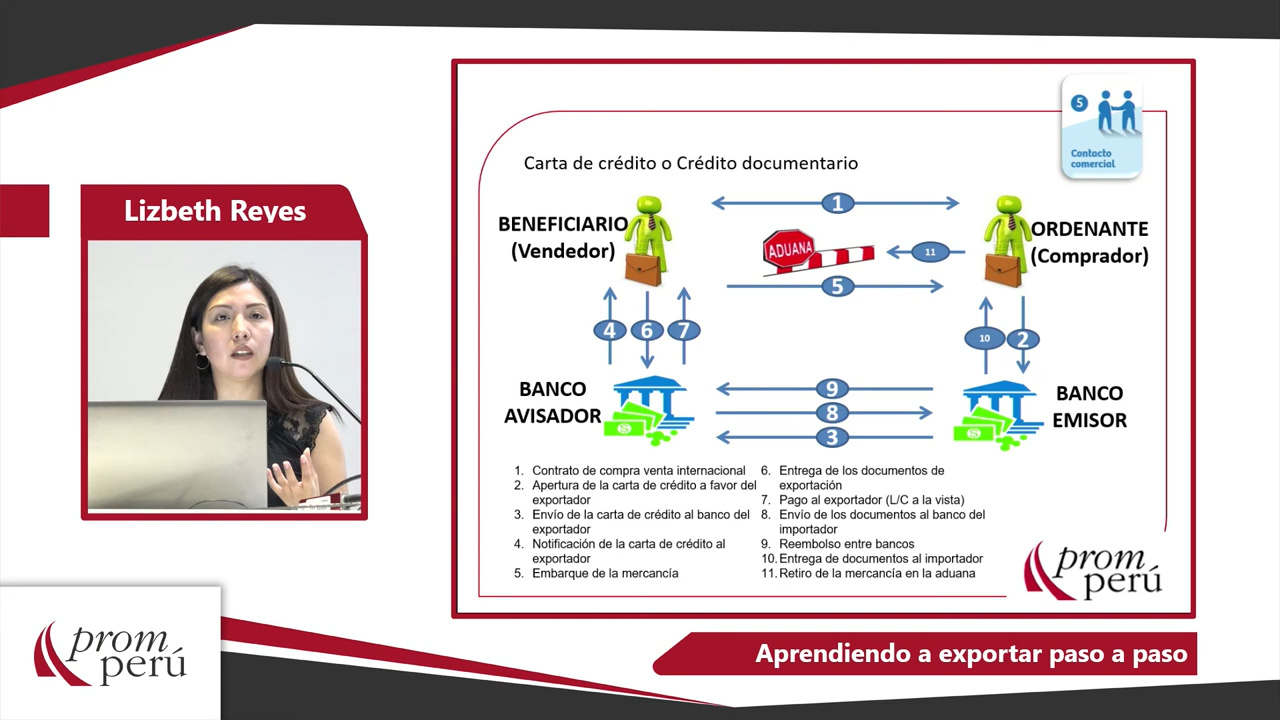 Lizbeth Reyes
5
Contacto
comercial
Carta de crédito o Crédito documentario
BENEFICIARIO
(Vendedor)
1
ORDENANTE
(Comprador)
ADUANA
11
5
4
6
7
10
2
BANCO
AVISADOR
9
8
3
BANCO
EMISOR
$
$
1. Contrato de compra venta internacional
2. Apertura de la carta de crédito a favor del
exportador
3. Envío de la carta de crédito al banco del
exportador
4. Notificación de la carta de crédito al
exportador
5. Embarque de la mercancía
6. Entrega de los documentos de
exportación
7. Pago al exportador (L/C a la vista)
8. Envío de los documentos al banco del
importador
9. Reembolso entre bancos
10. Entrega de documentos al importador
11. Retiro de la mercancía en la aduana
prom
perú
prom
perú
Aprendiendo a exportar paso a paso